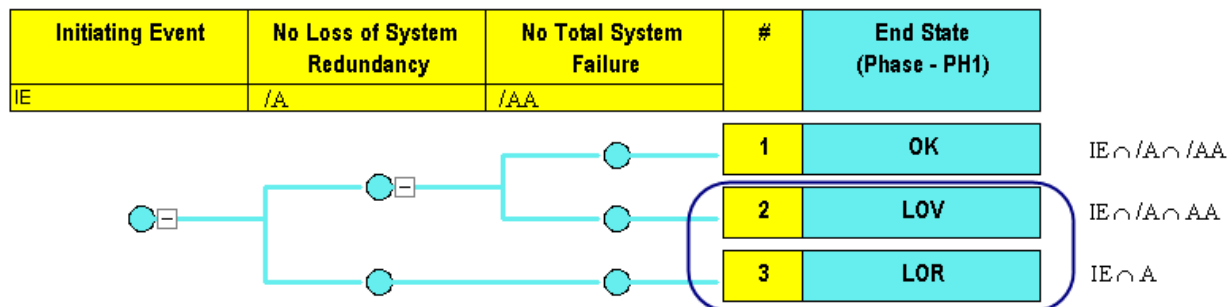 Initiating Event
No Loss of System
Redundancy
No Total System
Failure
#
End State
(Phase - PH1)
IE
/A
/AA
1
OK
IE∩/A∩/AA
2
LOV
IE∩/A∩AA
3
LOR
IE∩A